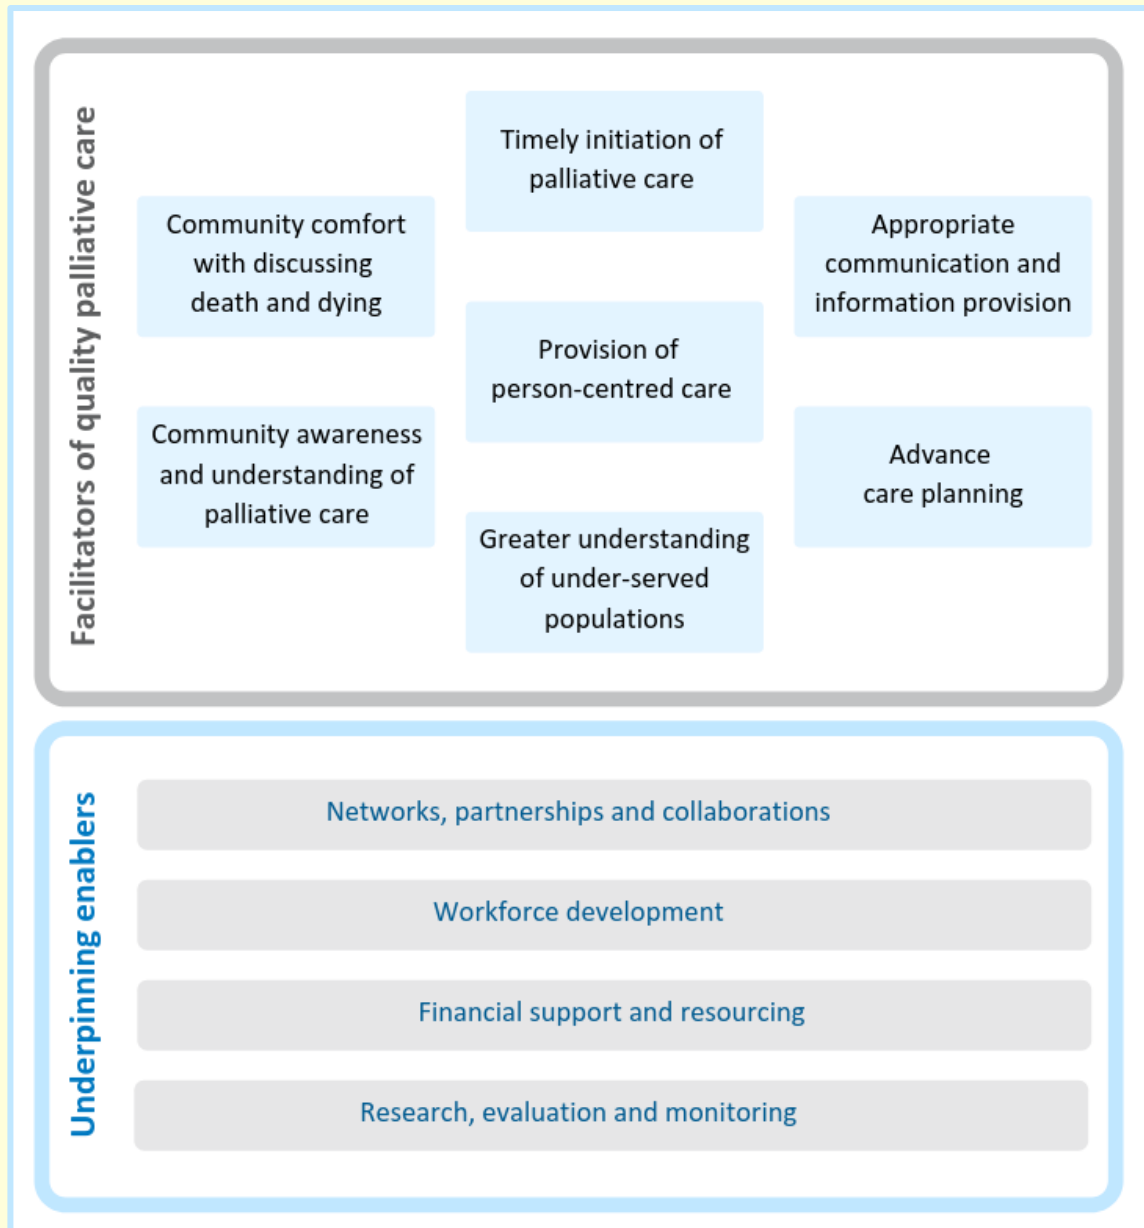 Facilitators of quality palliative care
Timely initiation of
palliative care
Community comfort
with discussing
death and dying
Appropriate
communication and
information provision
Provision of
person-centred care
Community awareness
and understanding of
palliative care
Advance
care planning
Greater understanding
of under-served
populations
Underpinning enablers
Networks, partnerships and collaborations
Workforce development
Financial support and resourcing
Research, evaluation and monitoring